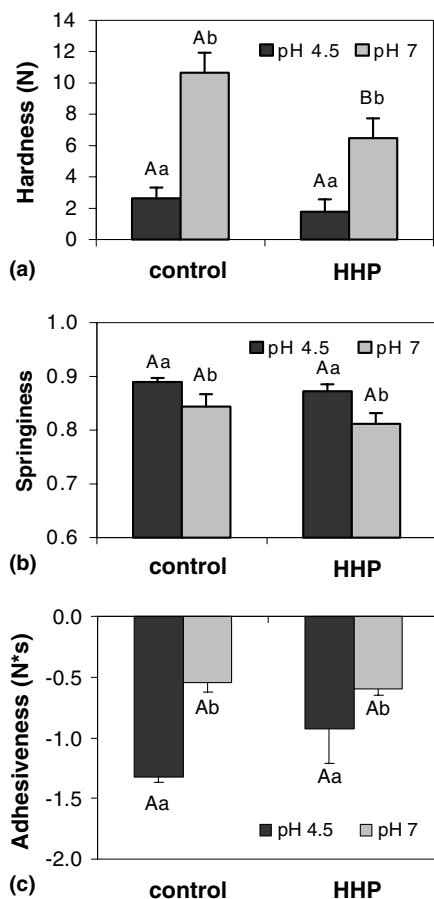 14
12
10
8
6
4
2
0
Hardness (N)
pH 4.5 pH 7
Aa Ab Aa Bb
control HHP
(a)
1.0
0.9
0.8
0.7
0.6
Springiness
pH 4.5 pH 7
Aa Ab Aa Ab
control HHP
(b)
0.0
-0.5
-1.0
-1.5
-2.0
Adhesiveness (N*s)
Aa Ab Aa Ab
pH 4.5 pH 7
control HHP
(c)